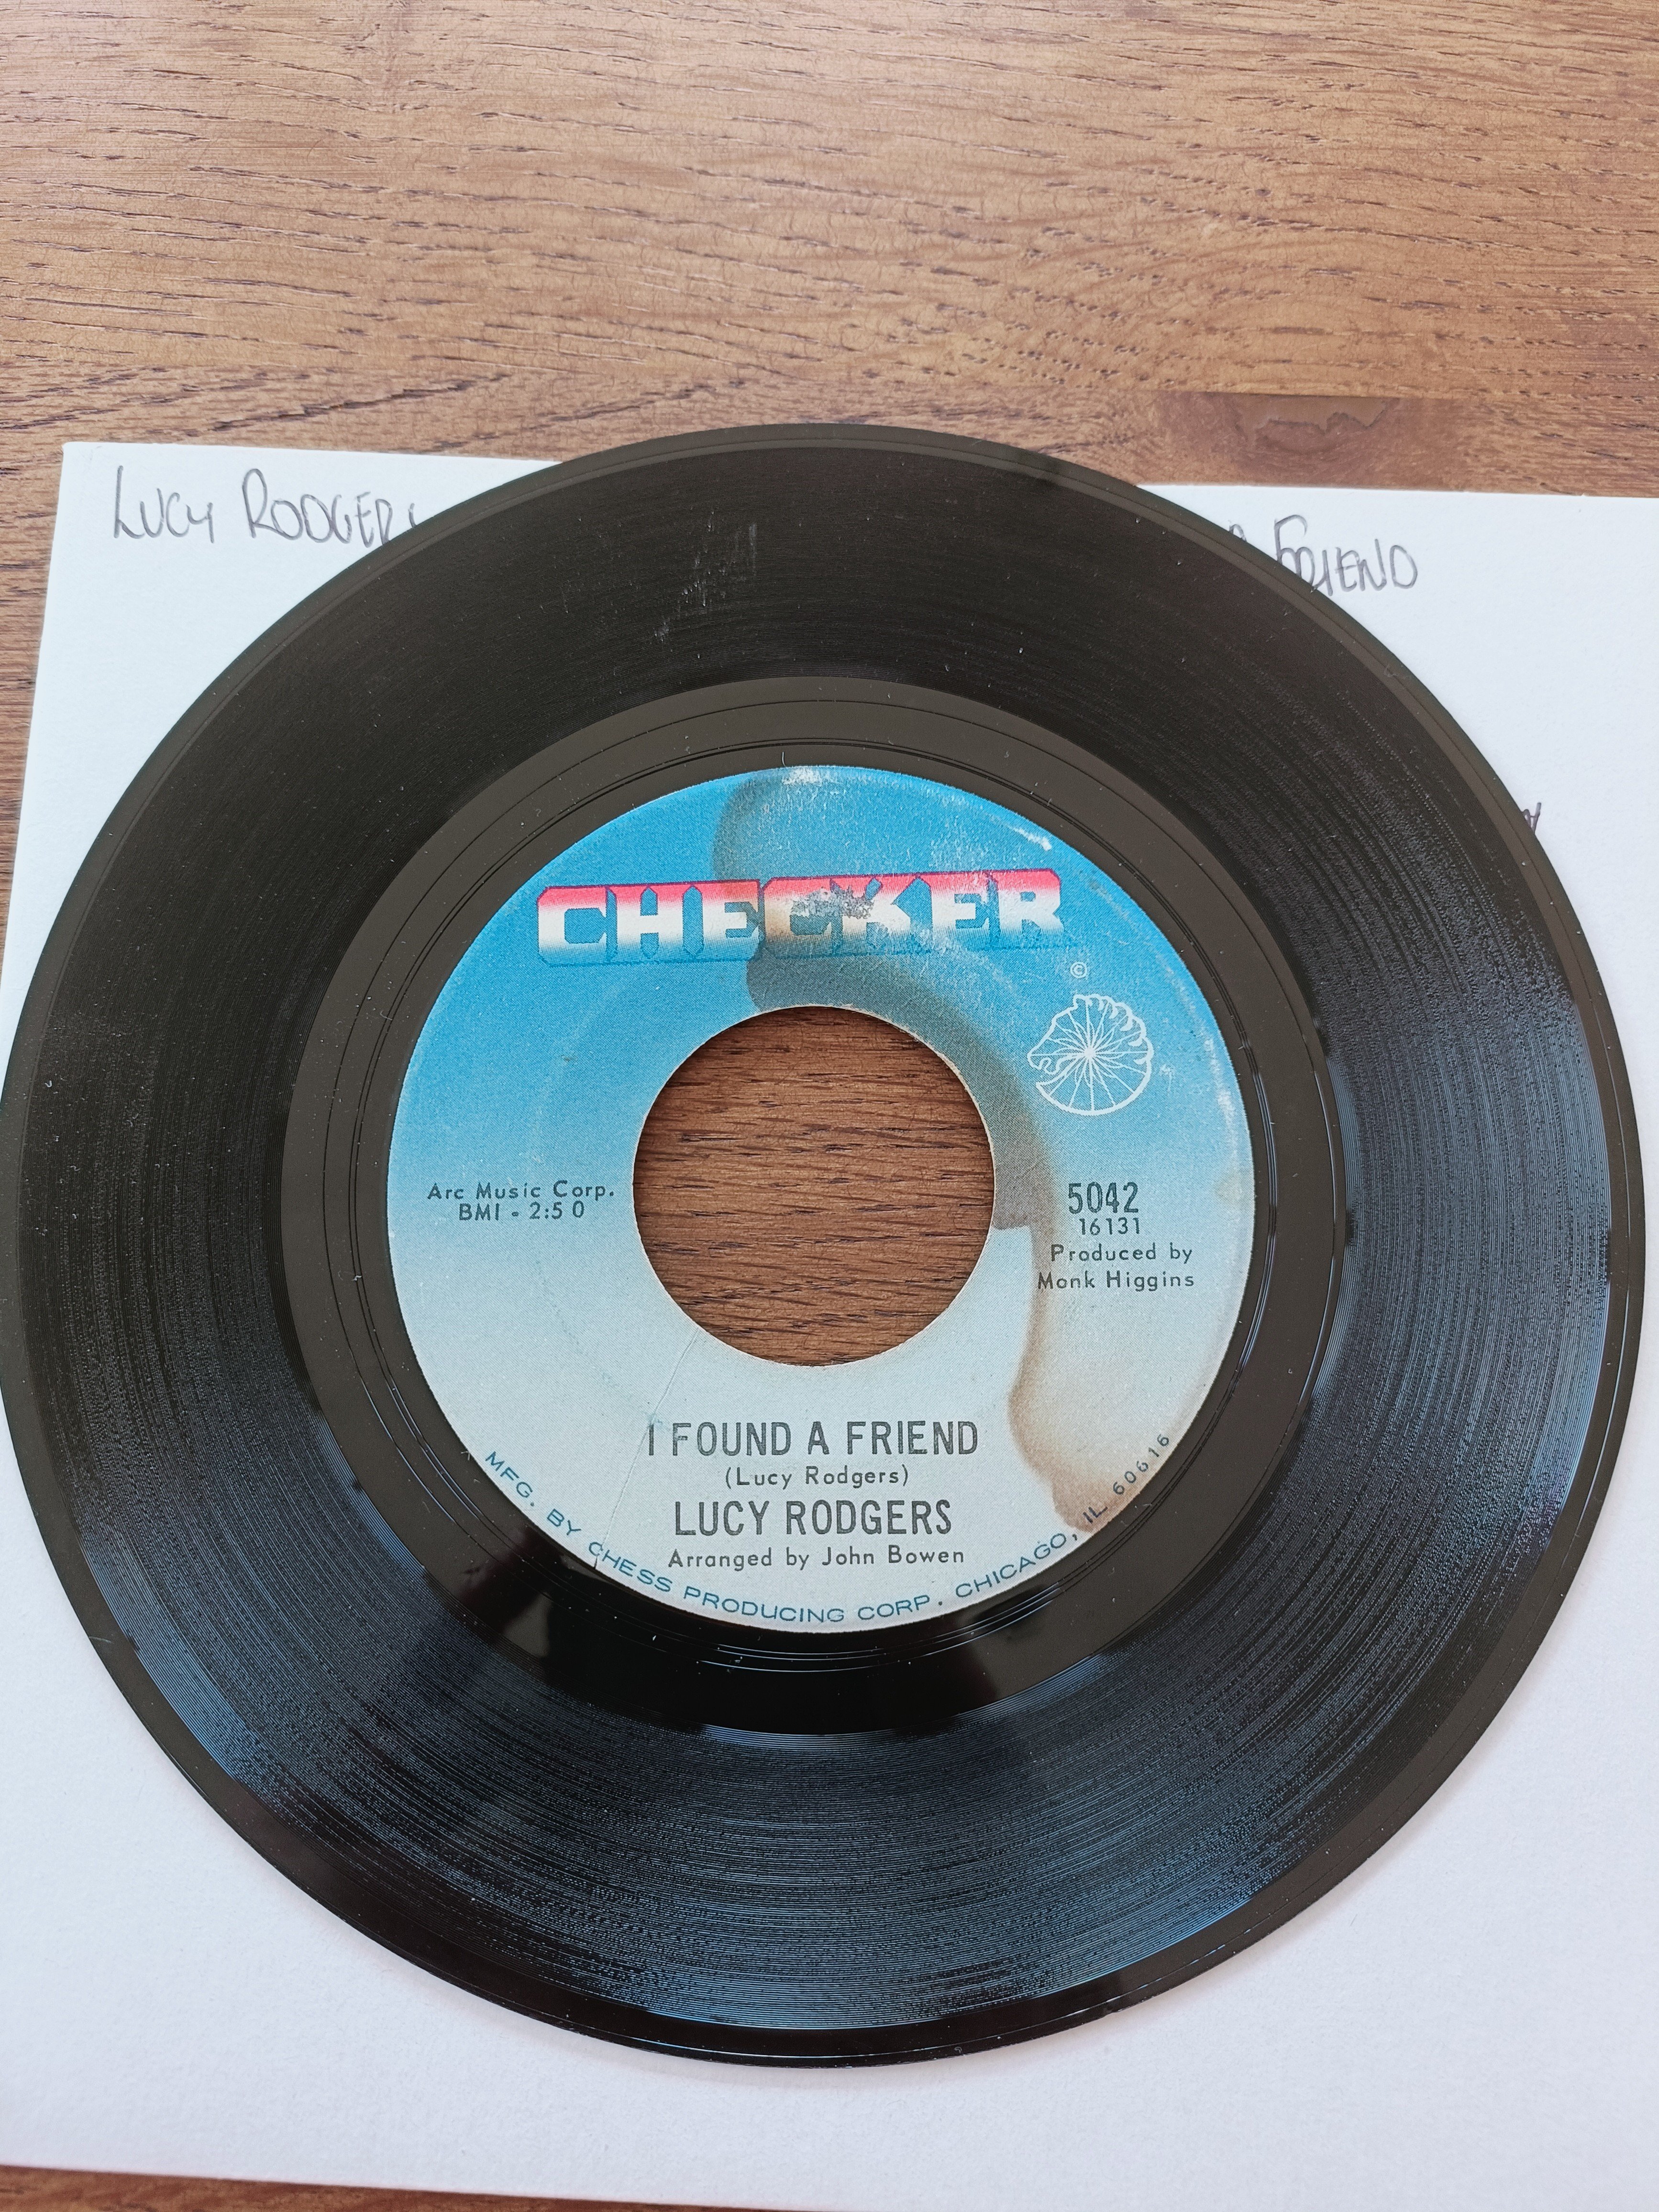 LUCY RODGERS
FRIEND
CHECKER
©
Arc Music Corp.
BMI - 2:50
5042
16131
Produced by
Monk Higgins
I FOUND A FRIEND
(Lucy Rodgers)
LUCY RODGERS
Arranged by John Bowen
MFG. BY CHESS PRODUCING CORP. CHICAGO, IL 60616